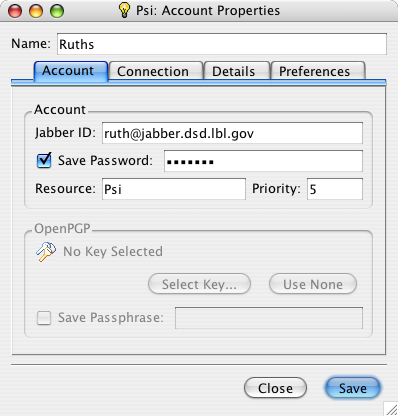 Psi: Account Properties
Name: Ruths
Account Connection Details Preferences
Account
Jabber ID: ruth@jabber.dsd.lbl.gov
Save Password: •••••••
Resource: Psi Priority: 5
OpenPGP
No Key Selected
Select Key... Use None
Save Passphrase:
Close Save